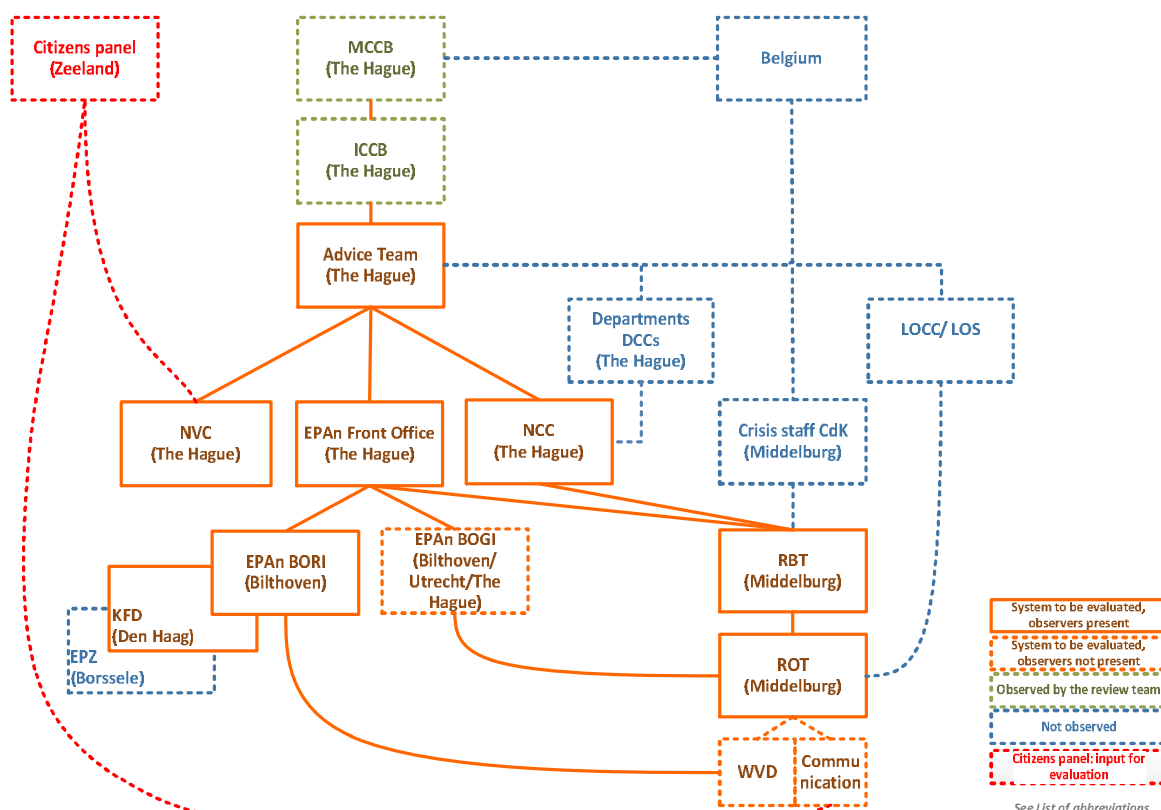 Citizens panel
(Zeeland)
MCCB
(The Hague)
Belgium
ICCB
(The Hague)
Advice Team
(The Hague)
Departments
DCCs
(The Hague)
LOCC/ LOS
NVC
(The Hague)
EPAn Front Office
(The Hague)
NCC
(The Hague)
Crisis staff CdK
(Middelburg)
EPAn BORI
(Bilthoven)
EPAn BOGI
(Bilthoven/
Utrecht/The
Hague)
RBT
(Middelburg)
KFD
(Den Haag)
EPZ
(Borssele)
ROT
(Middelburg)
WVD
Commu
nication
System to be evaluated,
observers present
System to be evaluated,
observers not present
Observed by the review team
Not observed
Citizens panel: input for
evaluation
See List of abbreviations